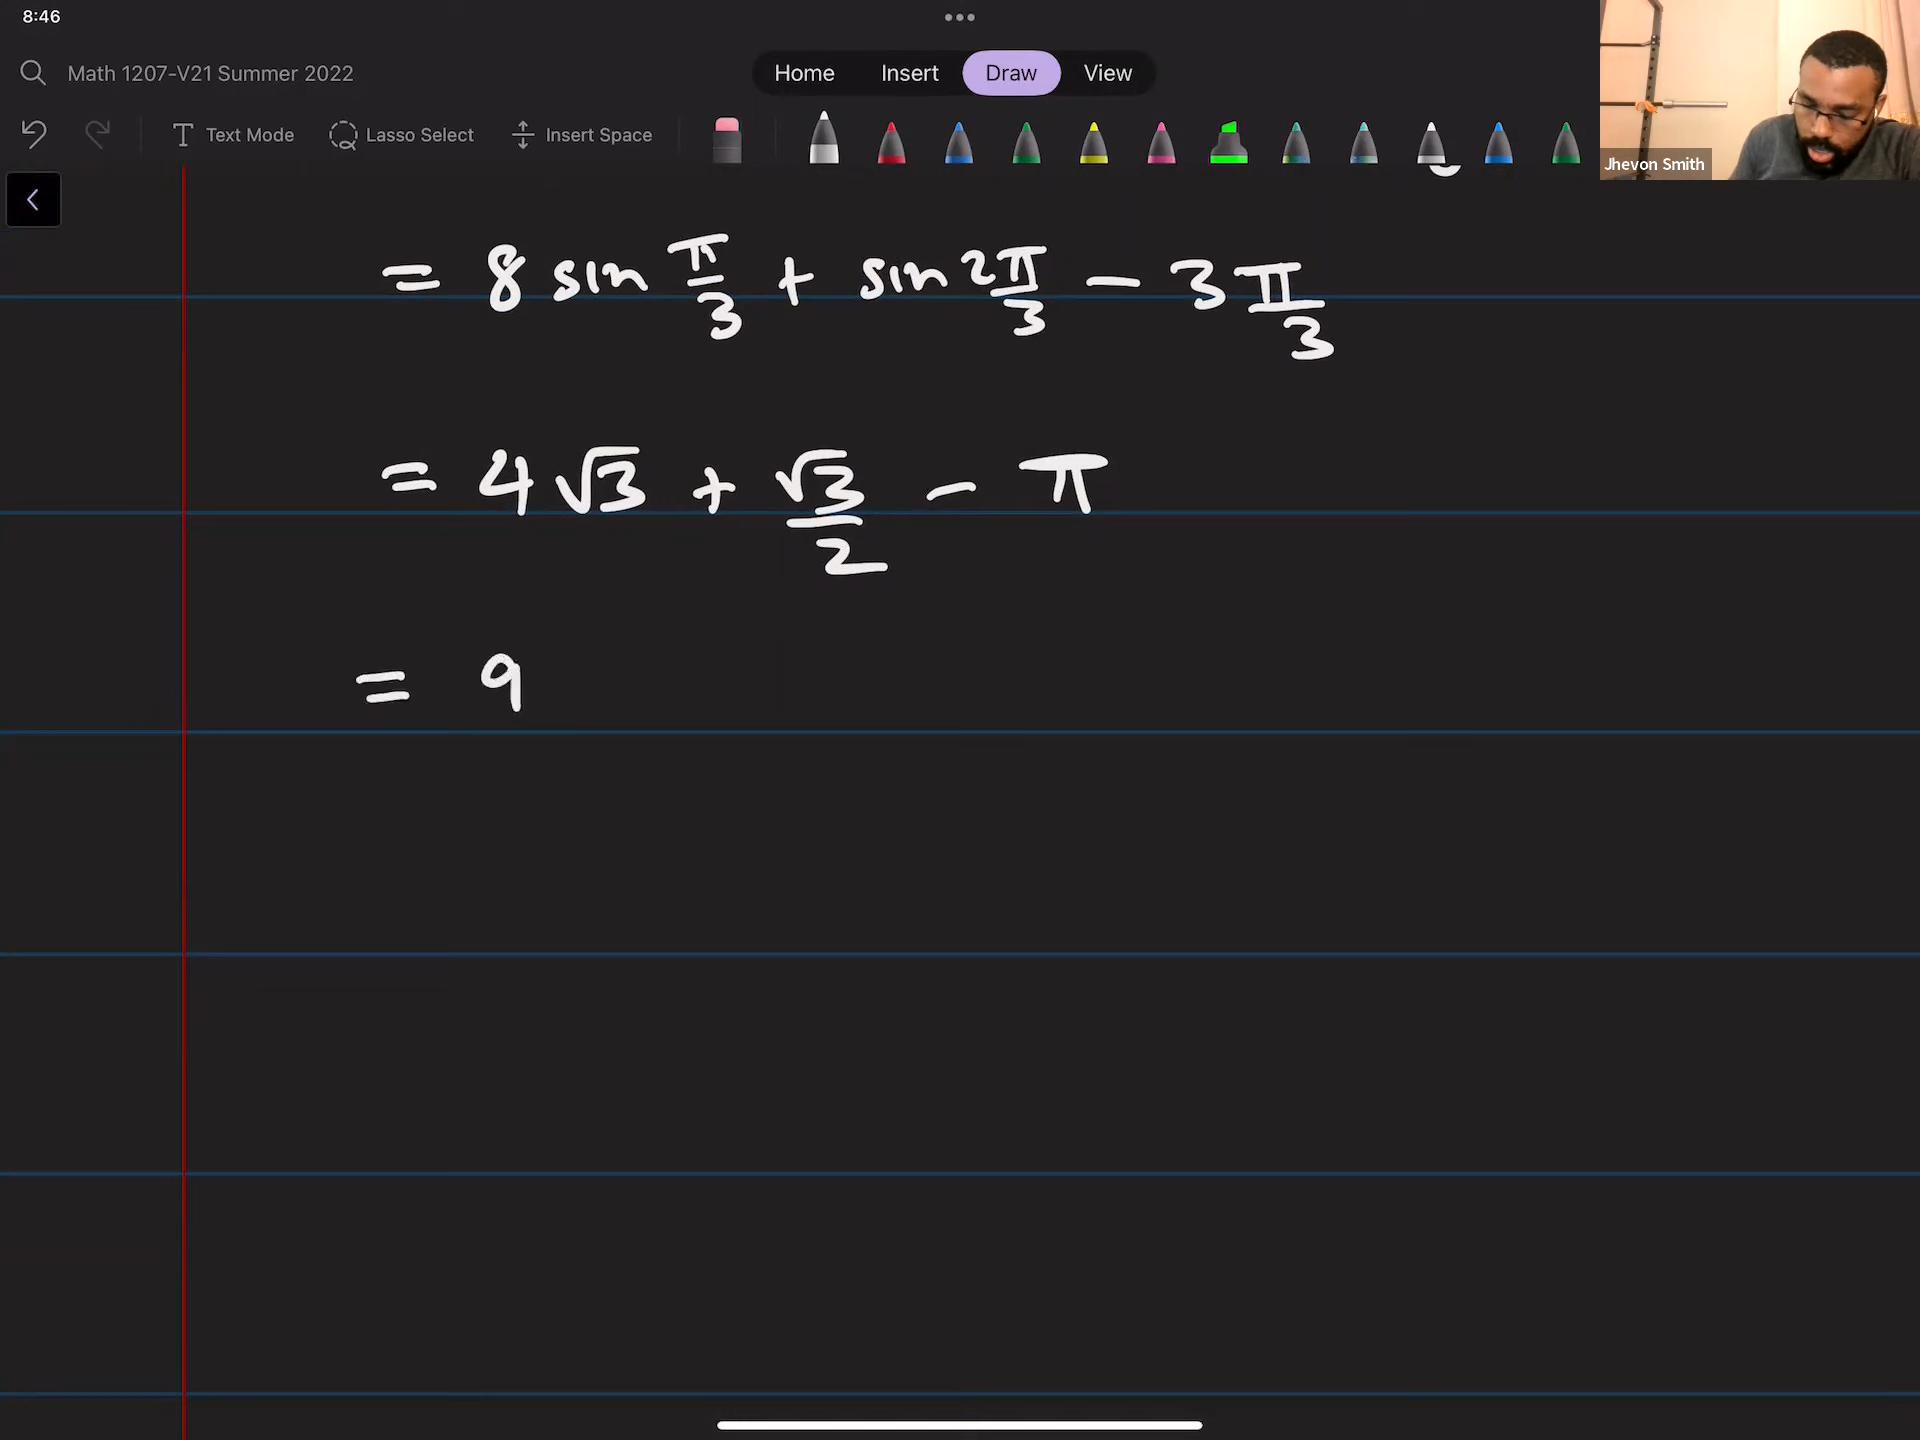 8:46
Math 1207-V21 Summer 2022
Home Insert Draw View
Text Mode Lasso Select Insert Space
Jhevon Smith
= 8 sin π/3 + sin 2π/3 − 3 π/3
= 4√3 + √3/2 − π
= 9